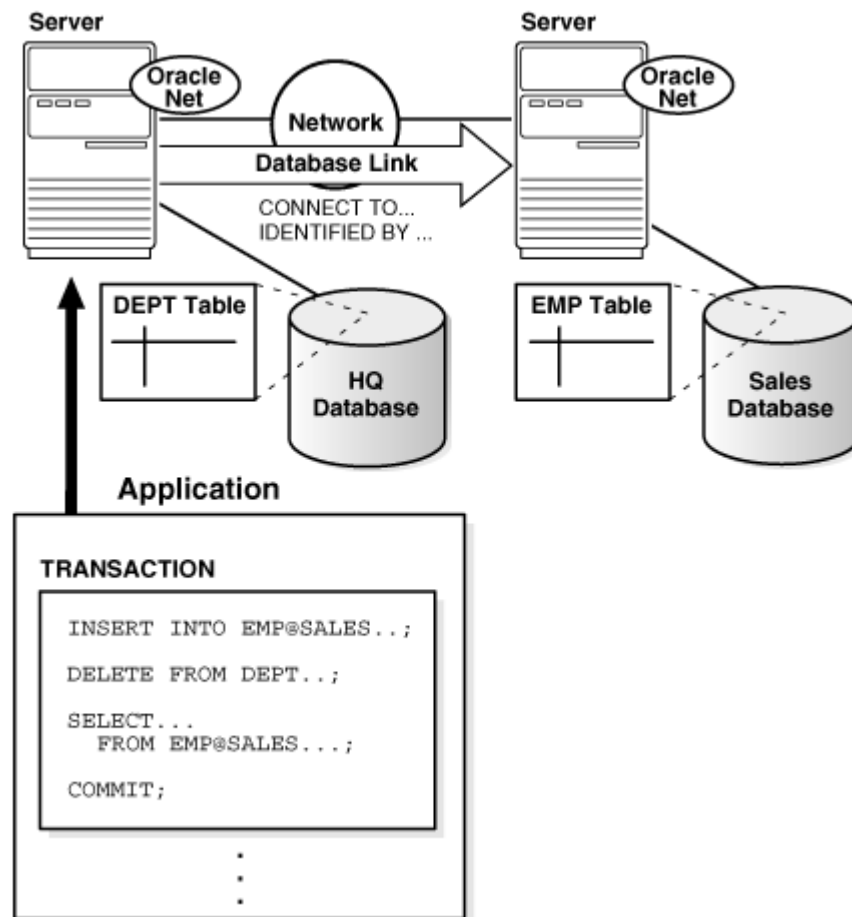 Server
Server
Oracle
Net
Oracle
Net
Network
Database Link
CONNECT TO...
IDENTIFIED BY ...
DEPT Table
EMP Table
HQ
Database
Sales
Database
Application
TRANSACTION
INSERT INTO EMP@SALES..;
DELETE FROM DEPT..;
SELECT...
FROM EMP@SALES...;
COMMIT;
.
.
.